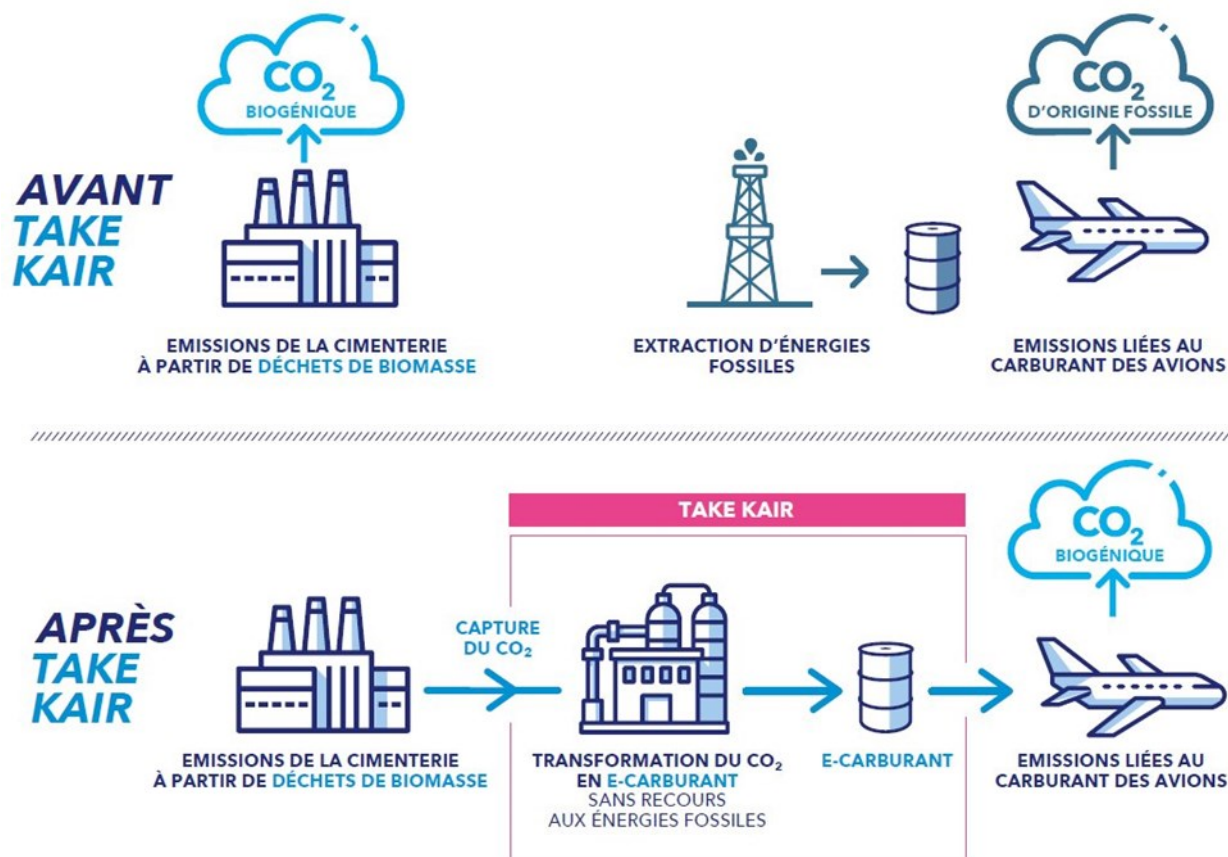 CO₂
BIOGÉNIQUE
CO₂
D'ORIGINE FOSSILE
AVANT
TAKE
KAIR
EMISSIONS DE LA CIMENTERIE
À PARTIR DE DÉCHETS DE BIOMASSE
EXTRACTION D'ÉNERGIES
FOSSILES
EMISSIONS LIÉES AU
CARBURANT DES AVIONS
TAKE KAIR
CO₂
BIOGÉNIQUE
APRÈS
TAKE
KAIR
CAPTURE
DU CO₂
EMISSIONS DE LA CIMENTERIE
À PARTIR DE DÉCHETS DE BIOMASSE
TRANSFORMATION DU CO₂
EN E-CARBURANT
SANS RECOURS
AUX ÉNERGIES FOSSILES
E-CARBURANT
EMISSIONS LIÉES AU
CARBURANT DES AVIONS